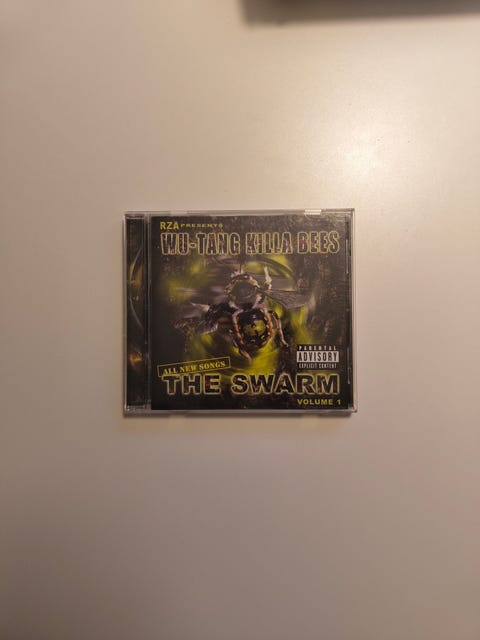 RZA PRESENTS
WU-TANG KILLA BEES
ALL NEW SONGS
THE SWARM
VOLUME 1
PARENTAL
ADVISORY
EXPLICIT CONTENT